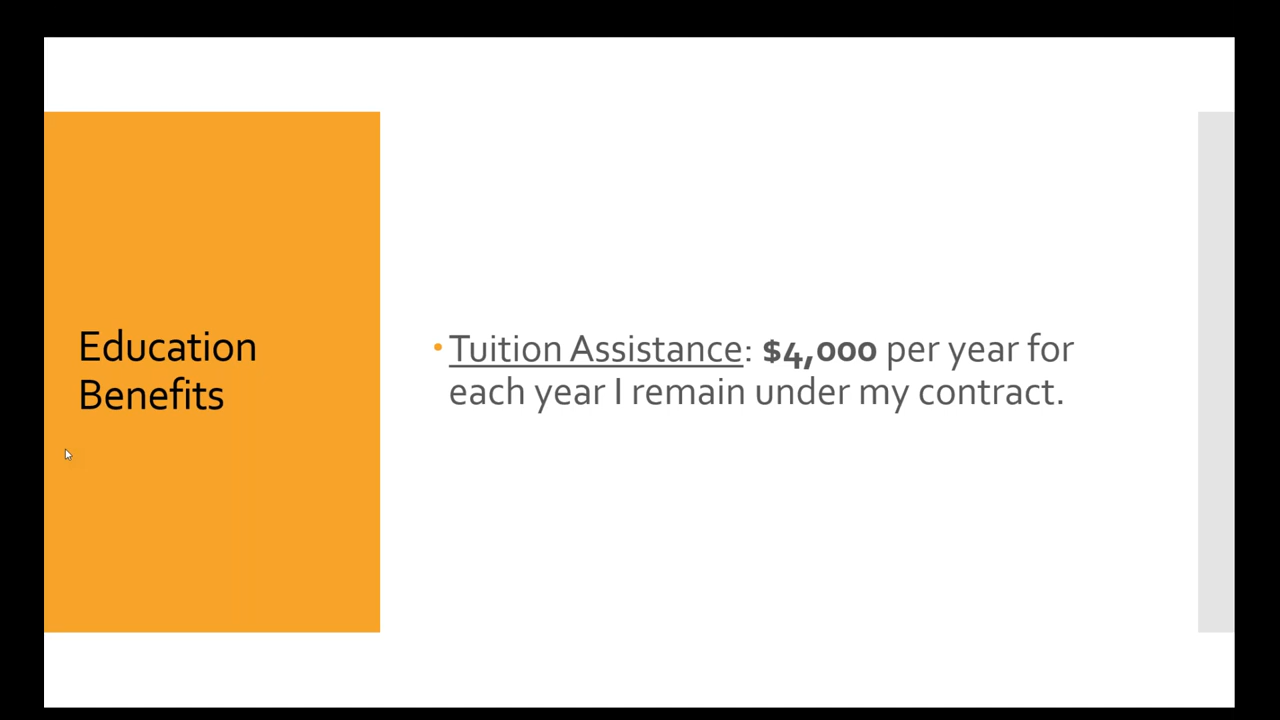 Education
Benefits
• Tuition Assistance: $4,000 per year for
each year I remain under my contract.